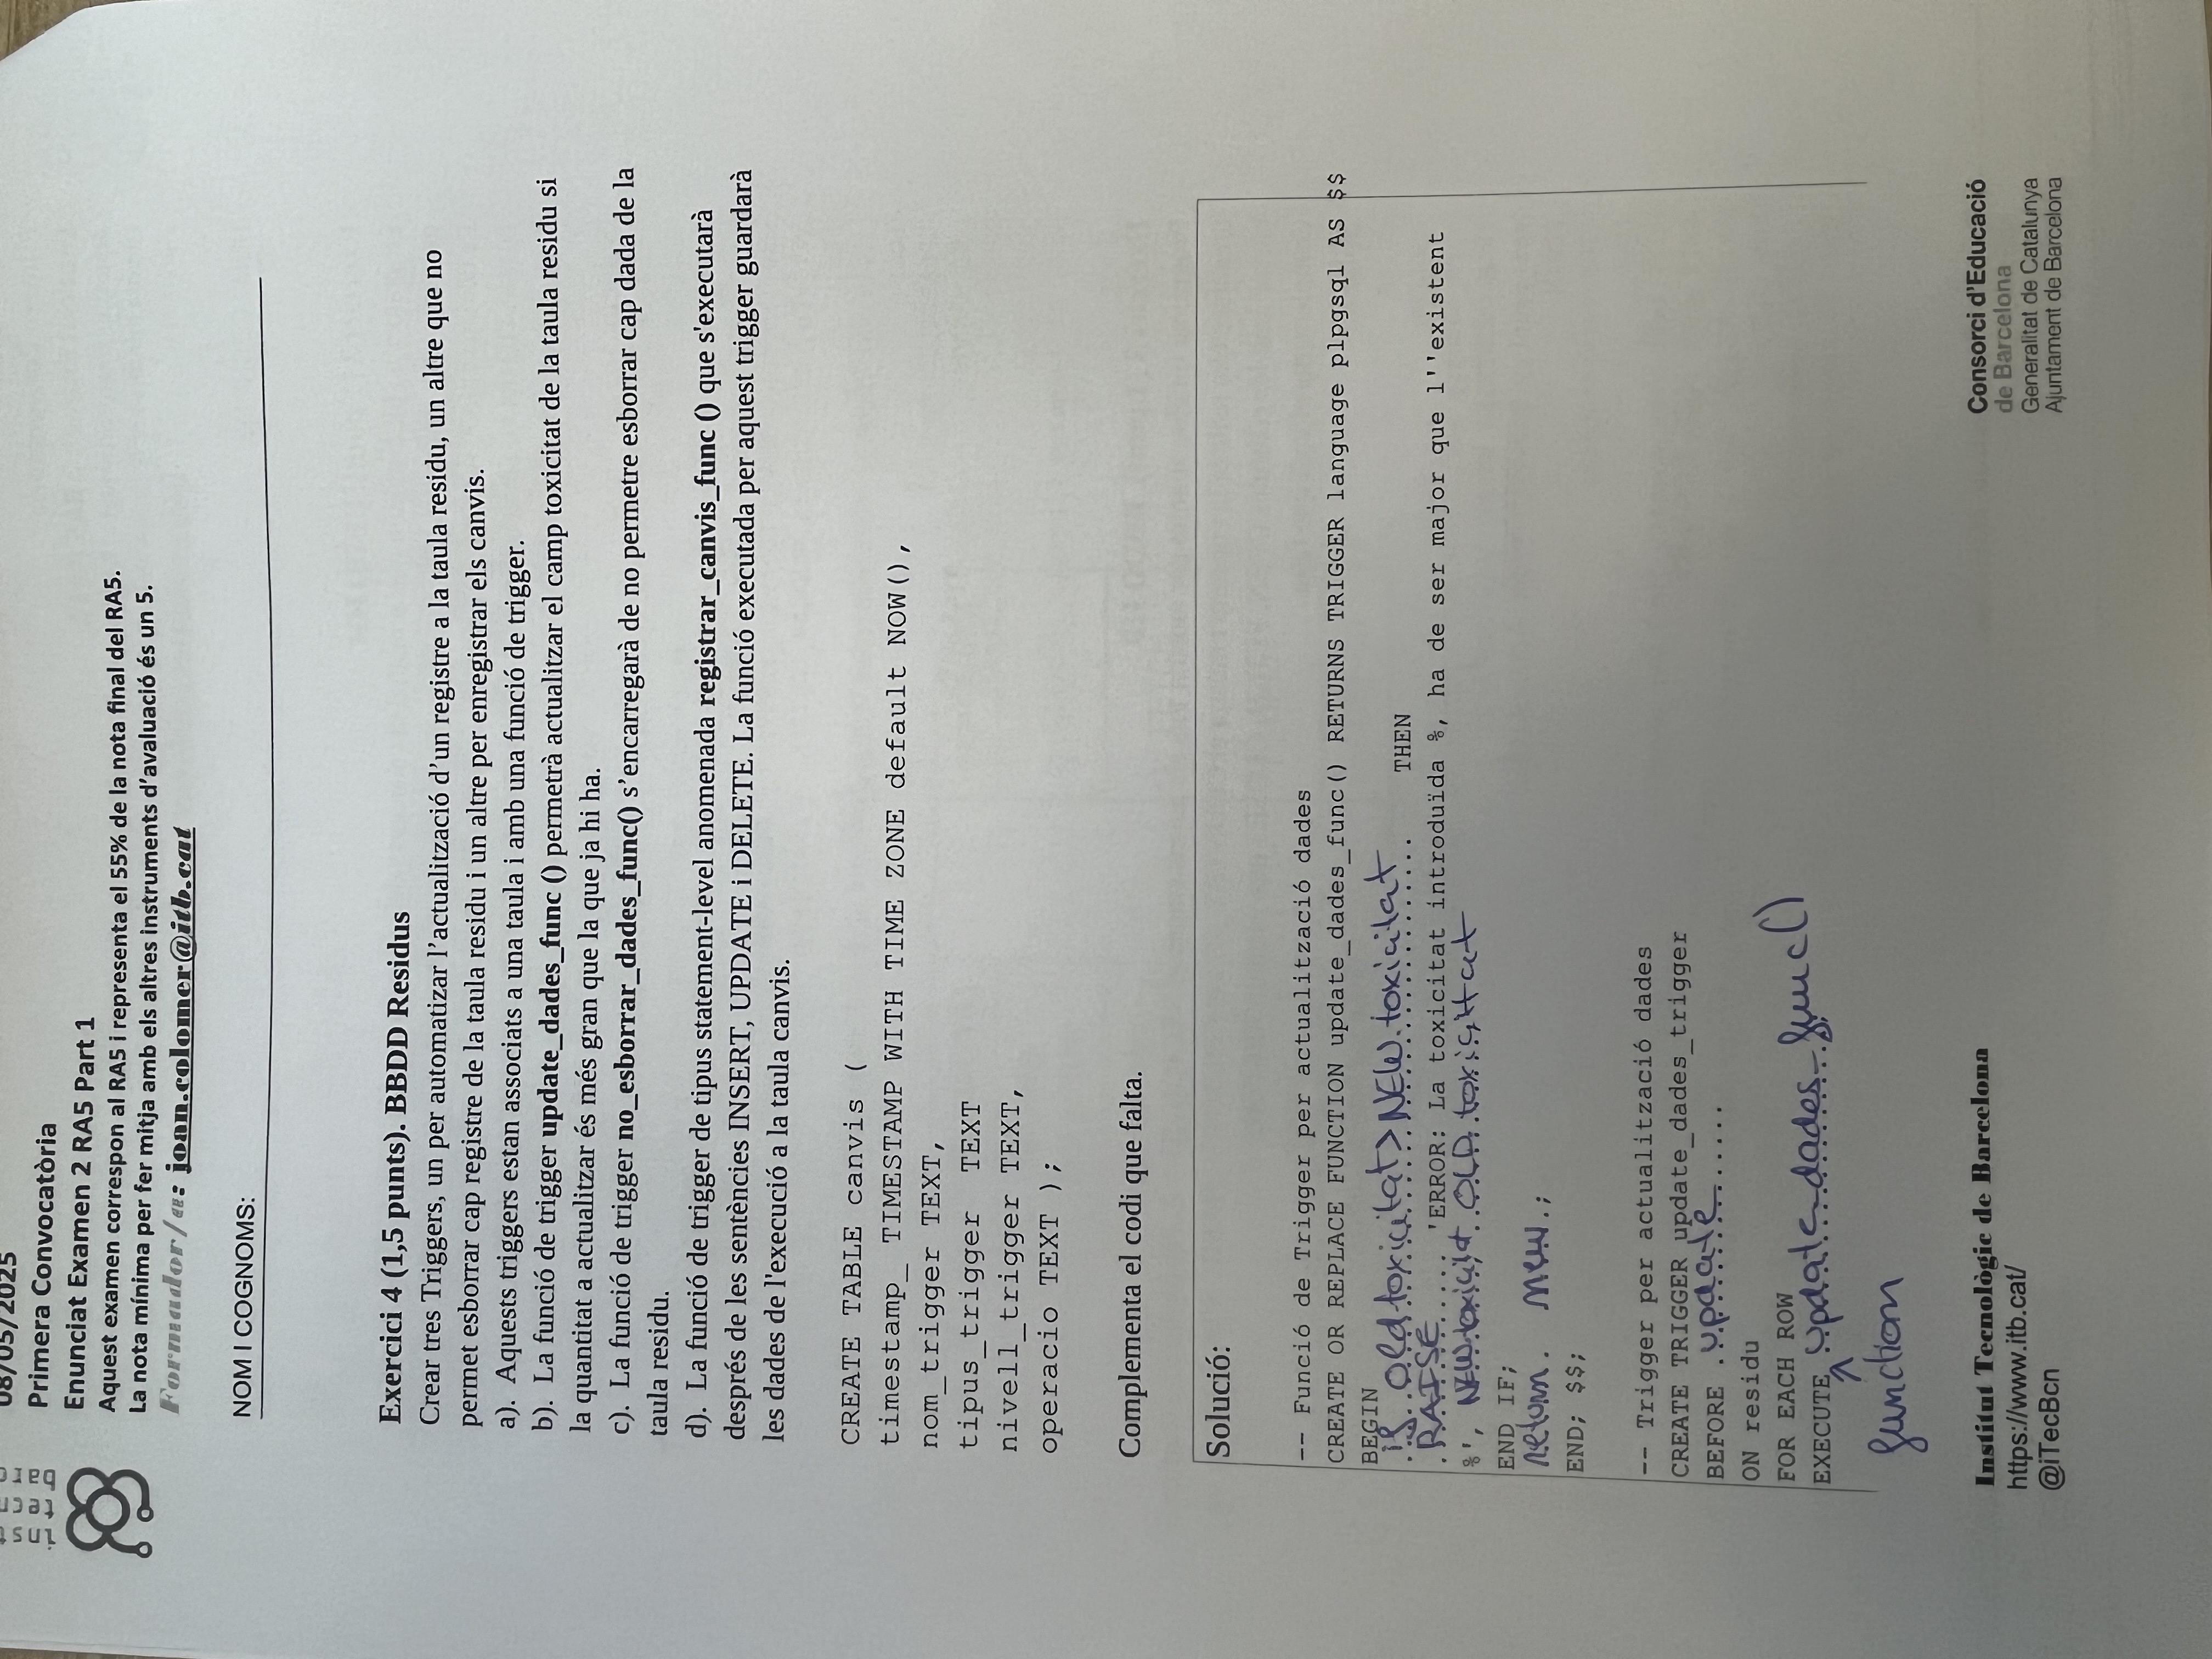 inst
tecn
barc
08/05/2025
Primera Convocatòria
Enunciat Examen 2 RA5 Part 1
Aquest examen correspon al RA5 i representa el 55% de la nota final del RA5.
La nota mínima per fer mitja amb els altres instruments d'avaluació és un 5.
Formador/a: joan.colomer@itb.cat
NOM I COGNOMS:
Exercici 4 (1,5 punts). BBDD Residus
Crear tres Triggers, un per automatizar l'actualització d'un registre a la taula residu, un altre que no
permet esborrar cap registre de la taula residu i un altre per enregistrar els canvis.
a). Aquests triggers estan associats a una taula i amb una funció de trigger.
b). La funció de trigger update_dades_func () permetrà actualitzar el camp toxicitat de la taula residu si
la quantitat a actualitzar és més gran que la que ja hi ha.
c). La funció de trigger no_esborrar_dades_func() s'encarregarà de no permetre esborrar cap dada de la
taula residu.
d). La funció de trigger de tipus statement-level anomenada registrar_canvis_func () que s'executarà
després de les sentències INSERT, UPDATE i DELETE. La funció executada per aquest trigger guardarà
les dades de l'execució a la taula canvis.
CREATE TABLE canvis (
timestamp_ TIMESTAMP WITH TIME ZONE default NOW(),
nom_trigger TEXT,
tipus_trigger TEXT
nivell_trigger TEXT,
operacio TEXT );
Complementa el codi que falta.
Solució:
-- Funció de Trigger per actualització dades
CREATE OR REPLACE FUNCTION update_dades_func() RETURNS TRIGGER language plpgsql AS $$
BEGIN
if old toxicitat > NEW.toxicitat THEN
RAISE 'ERROR: La toxicitat introduïda %, ha de ser major que l''existent
%', NEW.toxicitat OLD.toxicitat
END IF;
return. new.;
END; $$;
-- Trigger per actualització dades
CREATE TRIGGER update_dades_trigger
BEFORE update
ON residu
FOR EACH ROW
EXECUTE update_dades_func()
function
Institut Tecnològic de Barcelona
https://www.itb.cat/
@iTecBcn
Consorci d'Educació
de Barcelona
Generalitat de Catalunya
Ajuntament de Barcelona